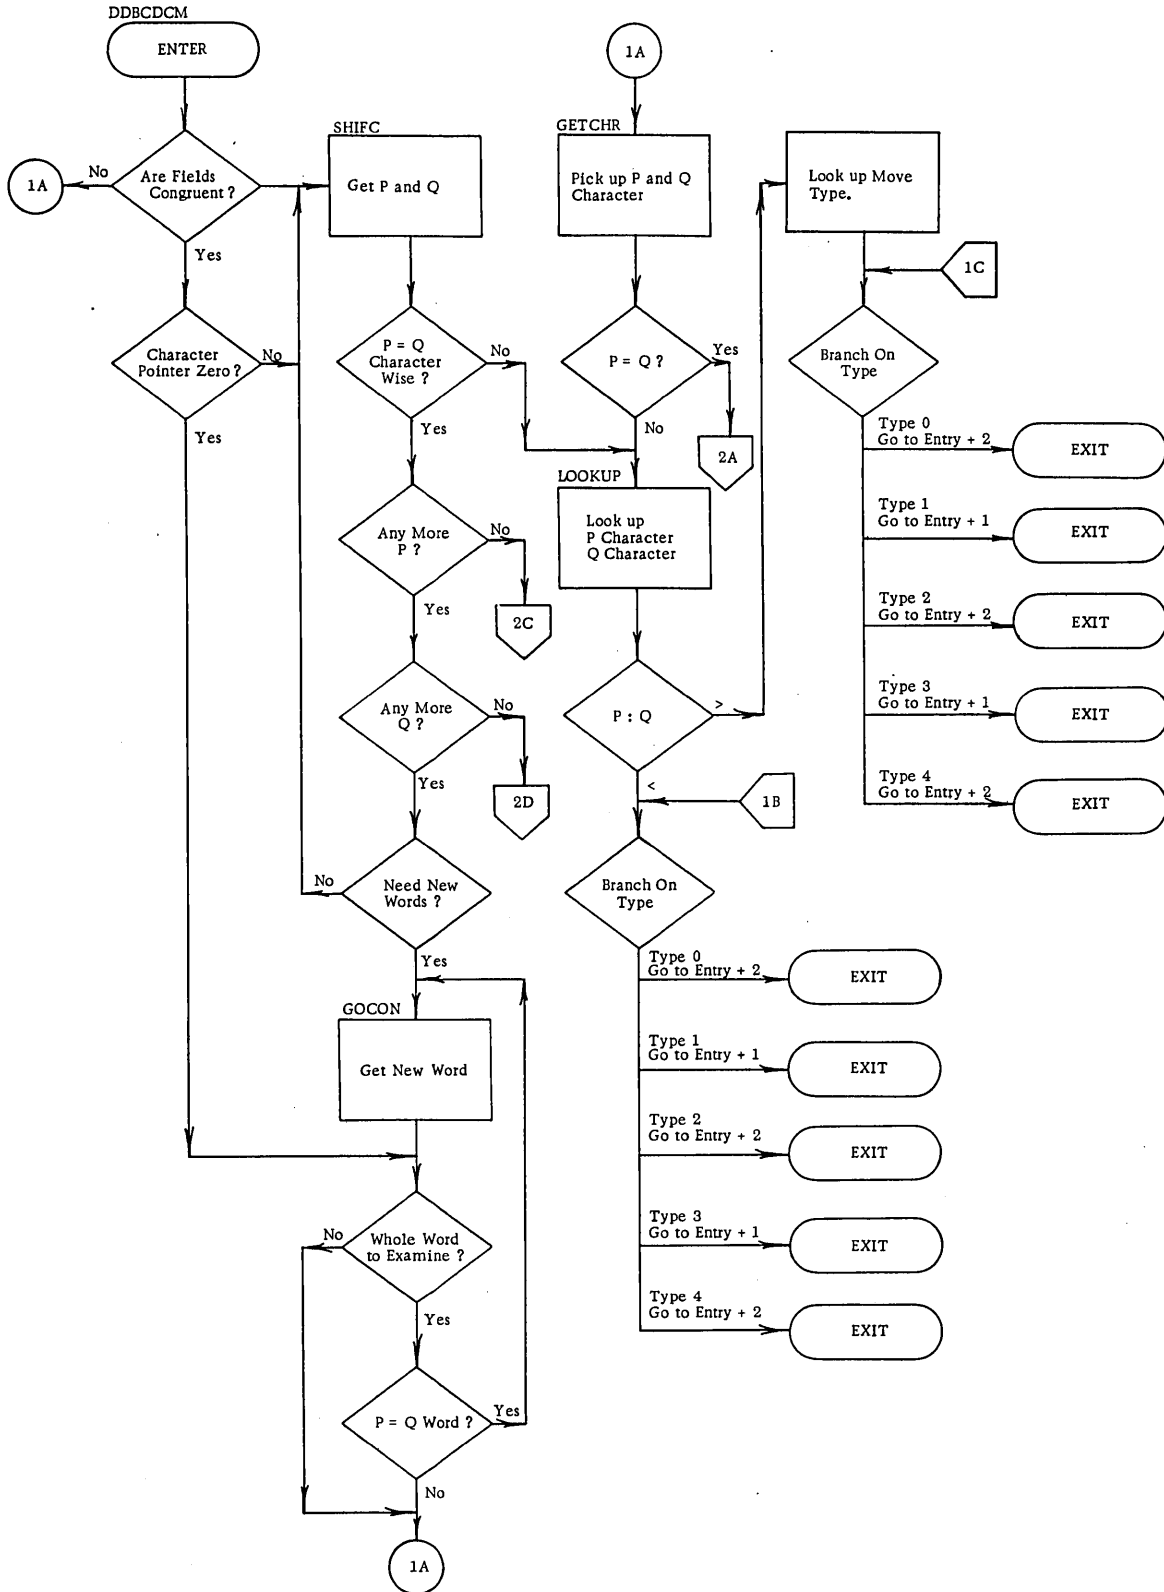 DDBCDCM
ENTER
1A
No
Are Fields
Congruent ?
Yes
Character
Pointer Zero ?
No
Yes
SHIFC
Get P and Q
P = Q
Character
Wise ?
No
Yes
Any More
P ?
No
2C
Yes
Any More
Q ?
No
2D
Yes
Need New
Words ?
No
Yes
GOCON
Get New Word
Whole Word
to Examine ?
No
Yes
P = Q Word ?
Yes
No
1A
1A
GETCHR
Pick up P and Q
Character
P = Q ?
Yes
2A
No
LOOKUP
Look up
P Character
Q Character
P : Q
>
<
1B
Branch On
Type
Type 0
Go to Entry + 2
EXIT
Type 1
Go to Entry + 1
EXIT
Type 2
Go to Entry + 2
EXIT
Type 3
Go to Entry + 1
EXIT
Type 4
Go to Entry + 2
EXIT
Look up Move
Type.
1C
Branch On
Type
Type 0
Go to Entry + 2
EXIT
Type 1
Go to Entry + 1
EXIT
Type 2
Go to Entry + 2
EXIT
Type 3
Go to Entry + 1
EXIT
Type 4
Go to Entry + 2
EXIT